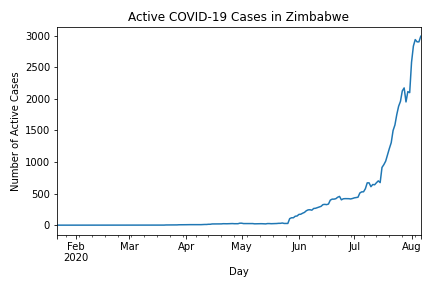 Active COVID-19 Cases in Zimbabwe
Number of Active Cases
3000
2500
2000
1500
1000
500
0
Feb Mar Apr May Jun Jul Aug
2020
Day